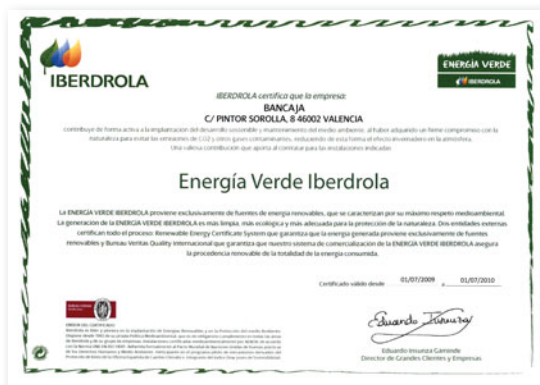 IBERDROLA
ENERGÍA VERDE
IBERDROLA
IBERDROLA certifica que la empresa:
BANCAJA
C/ PINTOR SOROLLA, 8 46002 VALENCIA
contribuye de forma activa a la implantación del desarrollo sostenible y mantenimiento del medio ambiente, al haber adquirido un firme compromiso con la
naturaleza para evitar las emisiones de CO2 y otros gases contaminantes, reduciendo de esta forma el efecto invernadero en la atmósfera.
Una valiosa contribución que aporta al contratar para las instalaciones indicadas
Energía Verde Iberdrola
La ENERGÍA VERDE IBERDROLA proviene exclusivamente de fuentes de energía renovables, que se caracterizan por su máximo respeto medioambiental.
La generación de la ENERGÍA VERDE IBERDROLA es más limpia, más ecológica y más adecuada para la protección de la naturaleza. Dos entidades externas
certifican todo el proceso: Renewable Energy Certificate System que garantiza que la energía generada proviene exclusivamente de fuentes
renovables y Bureau Veritas Quality International que garantiza que nuestro sistema de comercialización de la ENERGÍA VERDE IBERDROLA asegura
la procedencia renovable de la totalidad de la energía consumida.
Certificado válido desde 01/07/2009 a 01/07/2010
Eduardo Insunza Gaminde
Director de Grandes Clientes y Empresas